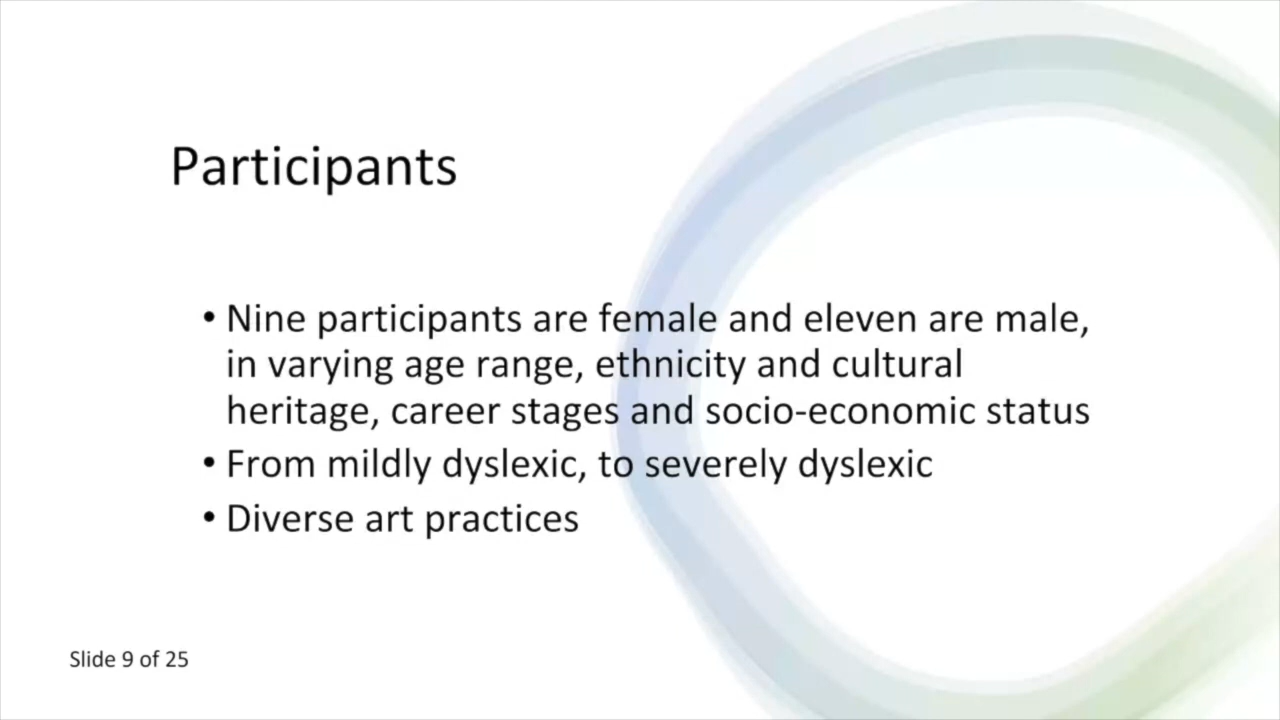 Participants
• Nine participants are female and eleven are male,
in varying age range, ethnicity and cultural
heritage, career stages and socio-economic status
• From mildly dyslexic, to severely dyslexic
• Diverse art practices
Slide 9 of 25